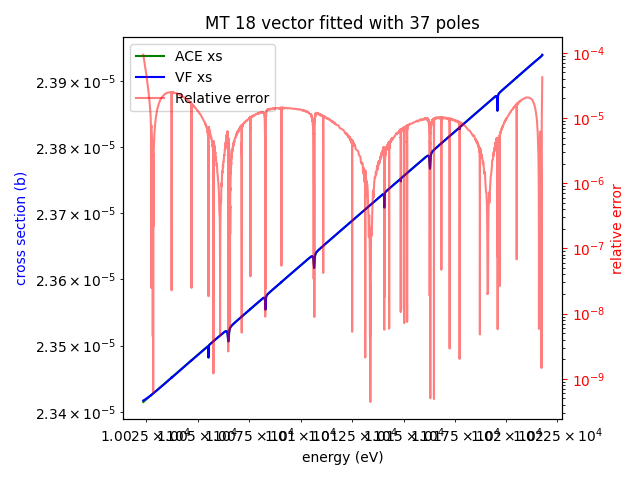 MT 18 vector fitted with 37 poles
ACE xs
VF xs
Relative error
cross section (b)
2.39 × 10⁻⁵
2.38 × 10⁻⁵
2.37 × 10⁻⁵
2.36 × 10⁻⁵
2.35 × 10⁻⁵
2.34 × 10⁻⁵
10⁻⁴
10⁻⁵
10⁻⁶
10⁻⁷
10⁻⁸
10⁻⁹
relative error
energy (eV)